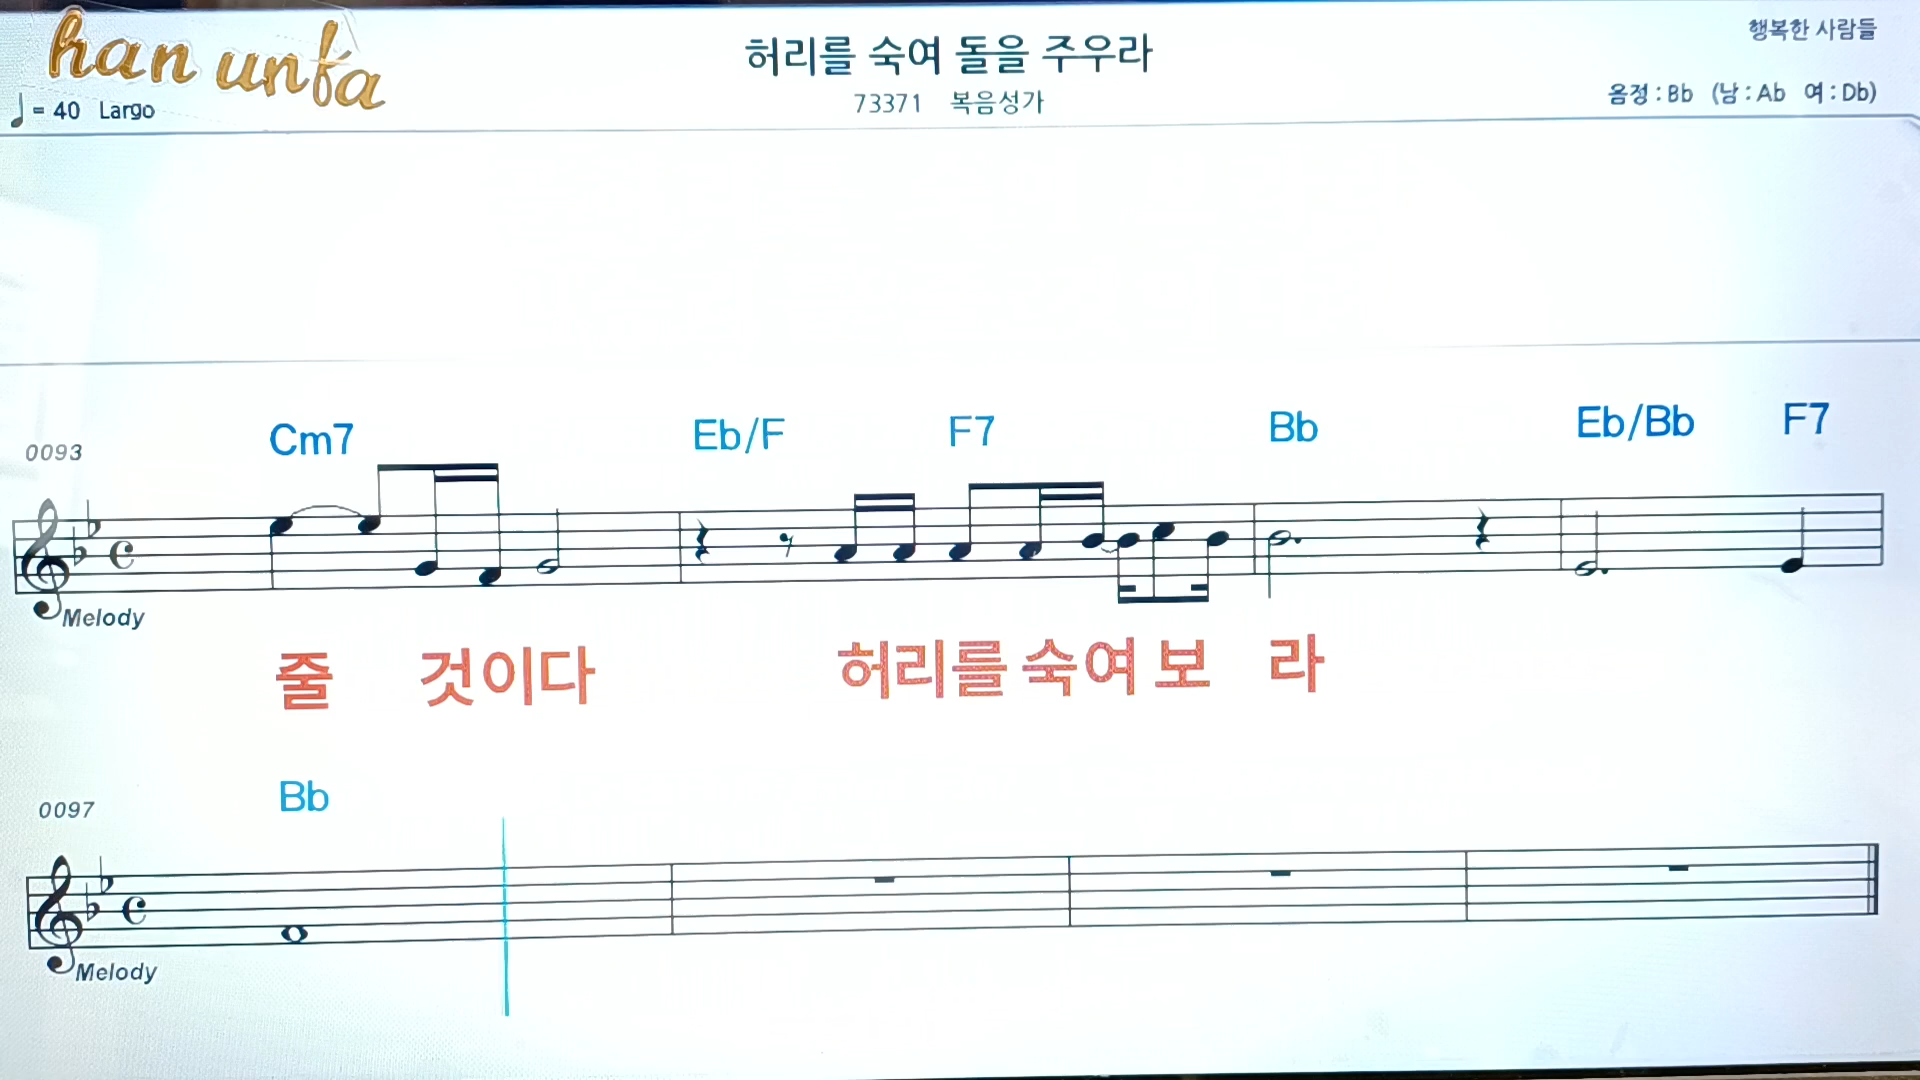 han unfa
허리를 숙여 돌을 주우라
행복한 사람들
♩= 40 Largo
73371 복음성가
음정 : Bb (남 : Ab 여 : Db)
Cm7 Eb/F F7 Bb Eb/Bb F7
0093
Melody
줄 것이다 허리를 숙여 보 라
Bb
0097
Melody